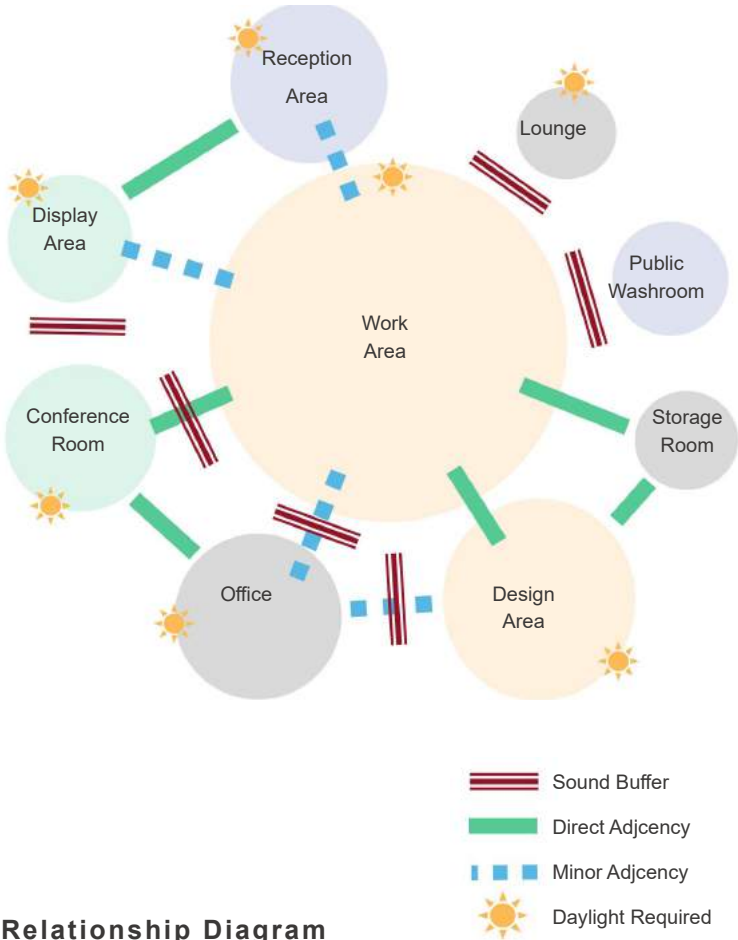 Reception
Area
Lounge
Display
Area
Public
Washroom
Work
Area
Conference
Room
Storage
Room
Office
Design
Area
Sound Buffer
Direct Adjcency
Minor Adjcency
Daylight Required
Relationship Diagram